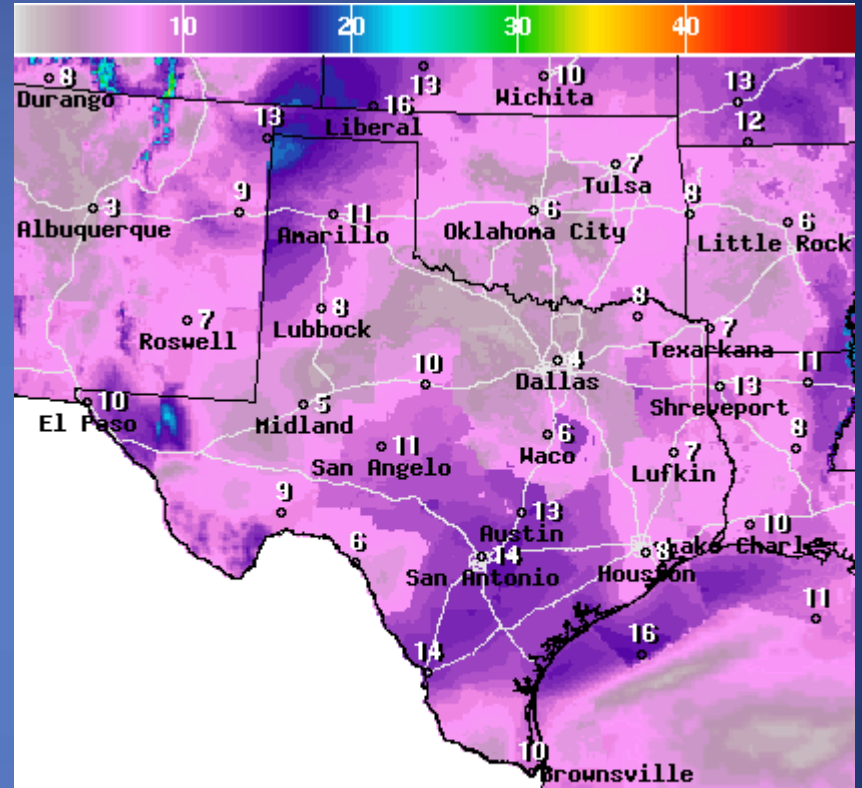 10 20 30 40
8 13 10 13
Durango Wichita
13 16 12
Liberal
7
Tulsa
3 9 11 6 8 6
Albuquerque Amarillo Oklahoma City Little Rock
7 8 8 7
Roswell Lubbock Texarkana
10 4 13 11
Dallas
10 5 Shreveport
El Paso Midland
11 6 7 8
San Angelo Waco Lufkin
9 13 10
Austin
6 14 8 Lake Charles
San Antonio Houston
11
14 16
10
Brownsville